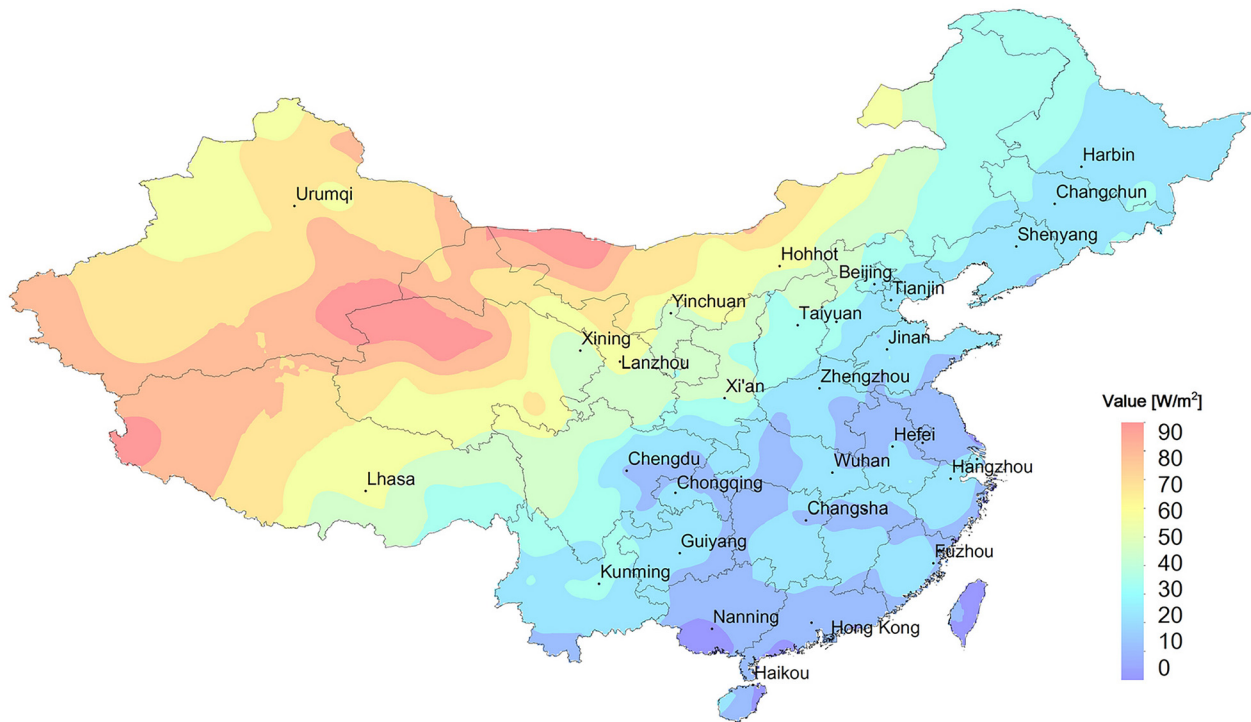 Harbin
Urumqi
Changchun
Shenyang
Hohhot
Beijing
Tianjin
Yinchuan
Taiyuan
Xining
Jinan
Lanzhou
Zhengzhou
Xi'an
Value [W/m²]
90
80
70
60
50
40
30
20
10
0
Hefei
Chengdu
Wuhan
Hangzhou
Lhasa
Chongqing
Changsha
Guiyang
Fuzhou
Kunming
Nanning
Hong Kong
Haikou